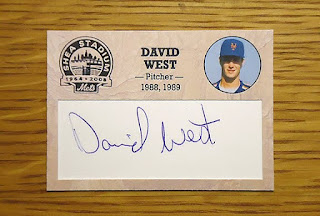 SHEA STADIUM
1964 ★ 2008
Mets
DAVID
WEST
— Pitcher —
1988, 1989
David West